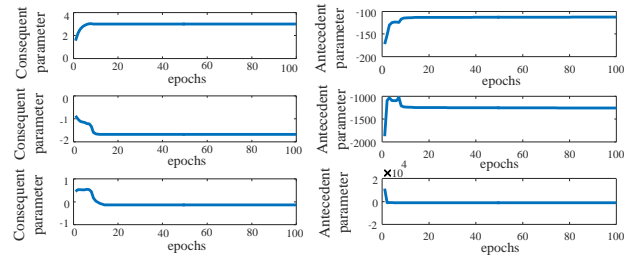 Consequent
parameter
4
2
0
0 20 40 60 80 100
epochs
Antecedent
parameter
-100
-150
-200
0 20 40 60 80 100
epochs
Consequent
parameter
0
-1
-2
0 20 40 60 80 100
epochs
Antecedent
parameter
-1000
-1500
-2000
0 20 40 60 80 100
epochs
Consequent
parameter
1
0
-1
0 20 40 60 80 100
epochs
Antecedent
parameter
×10 4
2
0
-2
0 20 40 60 80 100
epochs